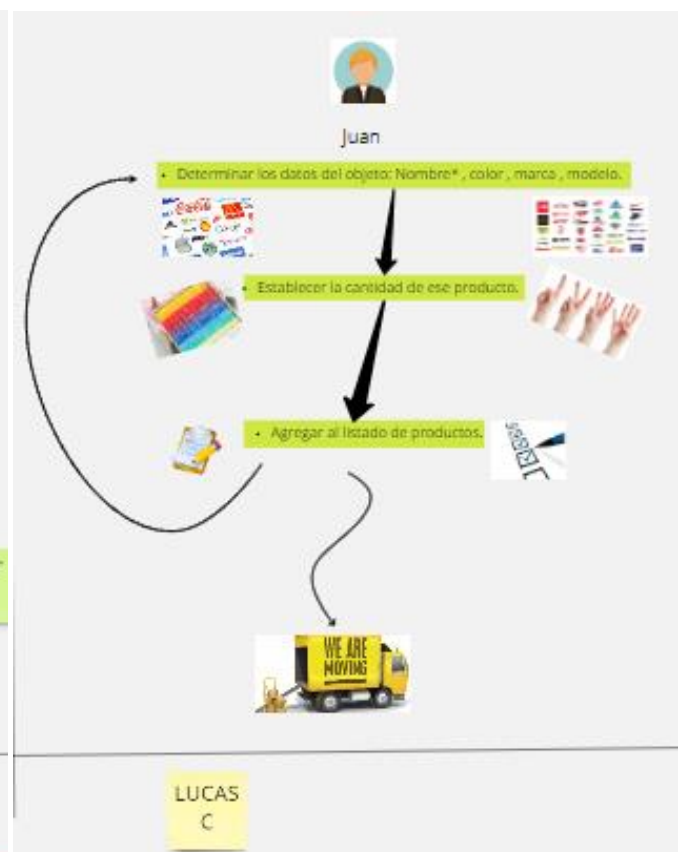 Juan
• Determinar los datos del objeto: Nombre* , color , marca , modelo.
• Establecer la cantidad de ese producto.
• Agregar al listado de productos.
WE ARE
MOVING
LUCAS
C